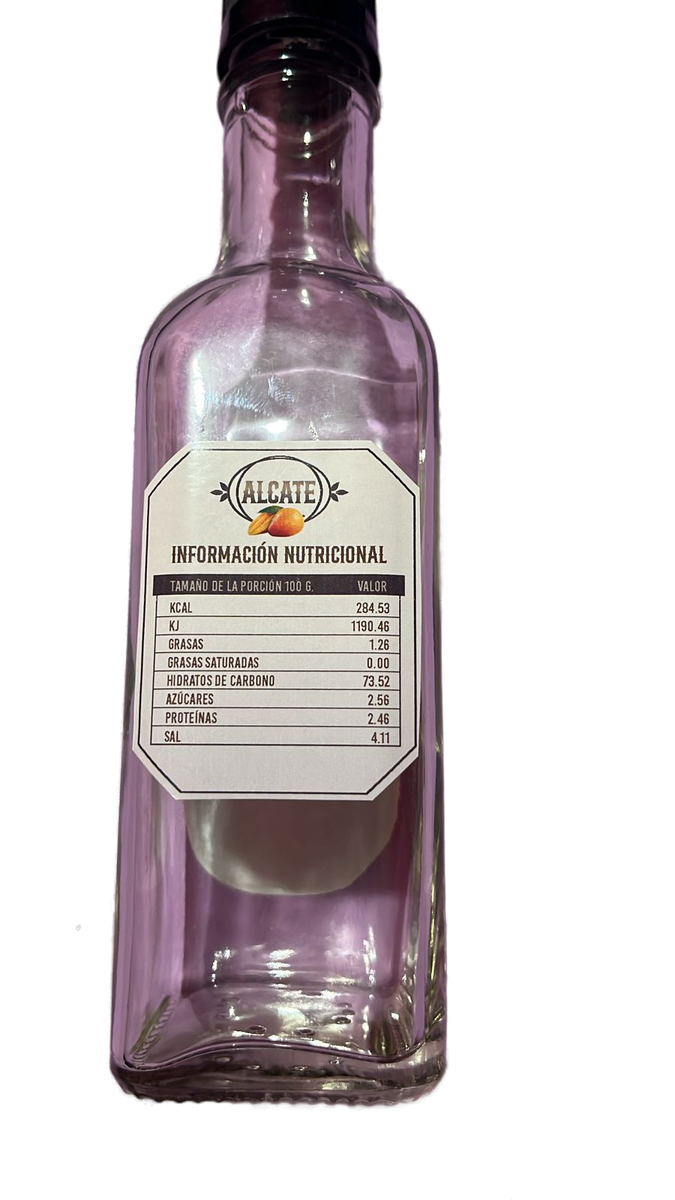 ALCATE
INFORMACIÓN NUTRICIONAL
TAMAÑO DE LA PORCIÓN 100 G. VALOR
KCAL 284.53
KJ 1190.46
GRASAS 1.26
GRASAS SATURADAS 0.00
HIDRATOS DE CARBONO 73.52
AZÚCARES 2.56
PROTEÍNAS 2.46
SAL 4.11